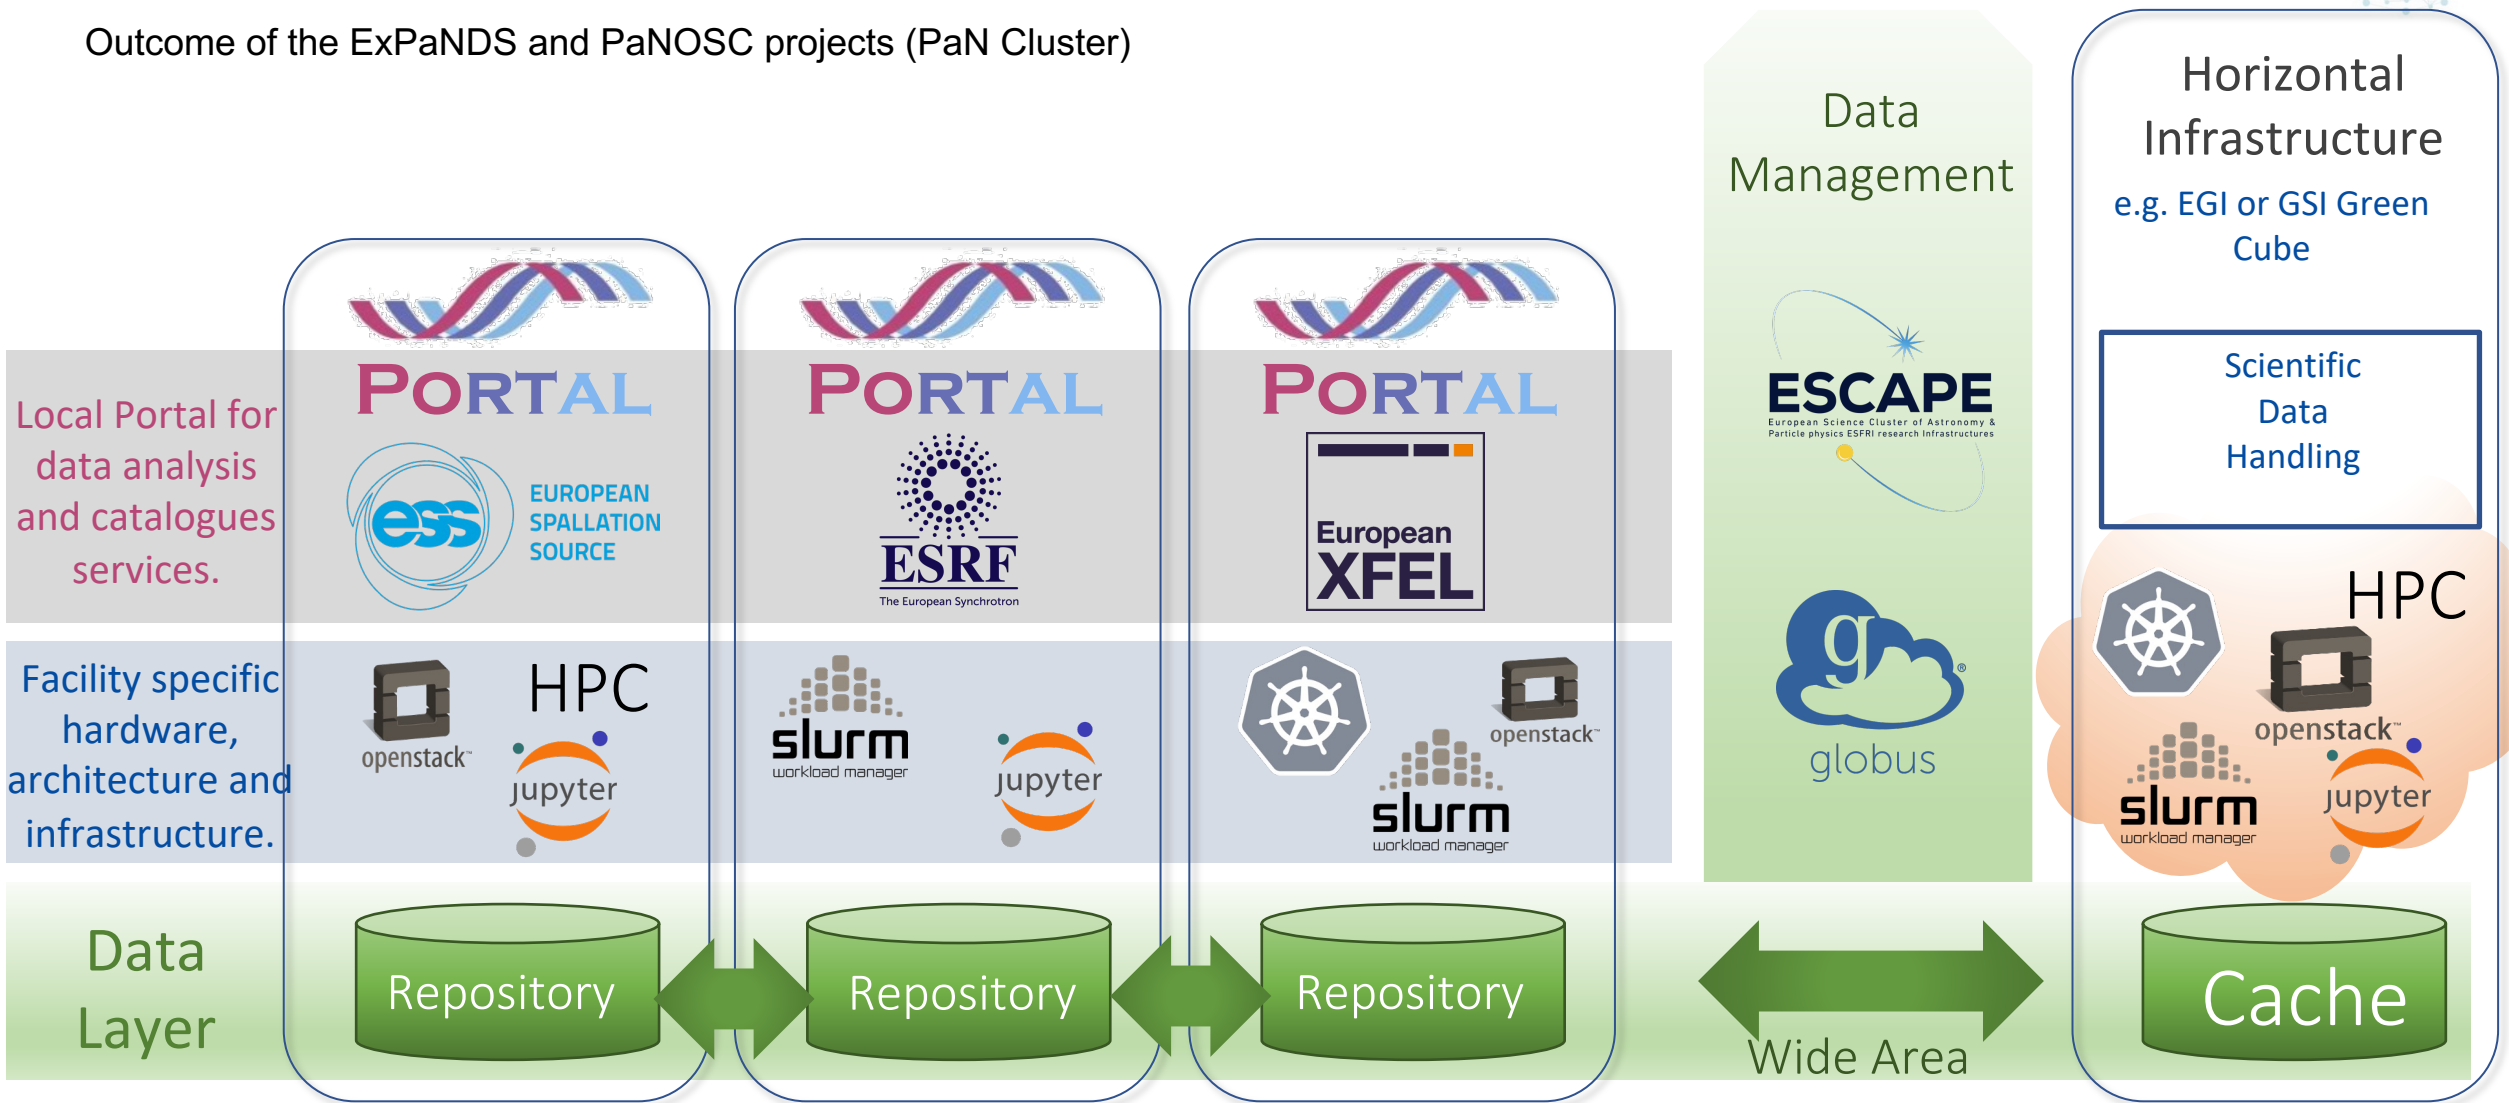 Outcome of the ExPaNDS and PaNOSC projects (PaN Cluster)
Local Portal for
data analysis
and catalogues
services.
Facility specific
hardware,
architecture and
infrastructure.
Data
Layer
PORTAL
ess
EUROPEAN
SPALLATION
SOURCE
openstack™
HPC
jupyter
Repository
PORTAL
ESRF
The European Synchrotron
slurm
workload manager
jupyter
Repository
PORTAL
European
XFEL
openstack™
slurm
workload manager
Repository
Data
Management
ESCAPE
European Science Cluster of Astronomy &
Particle physics ESFRI research Infrastructures
g
®
globus
Wide Area
Horizontal
Infrastructure
e.g. EGI or GSI Green
Cube
Scientific
Data
Handling
HPC
openstack™
slurm
workload manager
jupyter
Cache